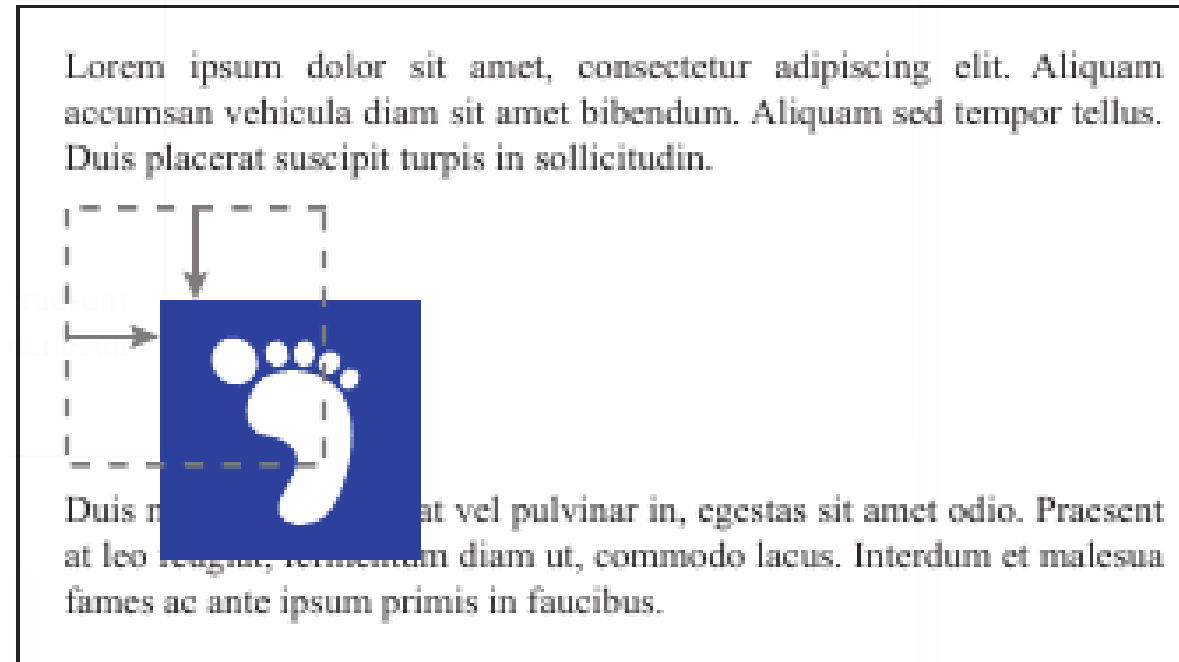 Lorem ipsum dolor sit amet, consectetur adipiscing elit. Aliquam
accumsan vehicula diam sit amet bibendum. Aliquam sed tempor tellus.
Duis placerat suscipit turpis in sollicitudin.
Duis at vel pulvinar in, egestas sit amet odio. Praesent
at leo diam ut, commodo lacus. Interdum et malesua
fames ac ante ipsum primis in faucibus.